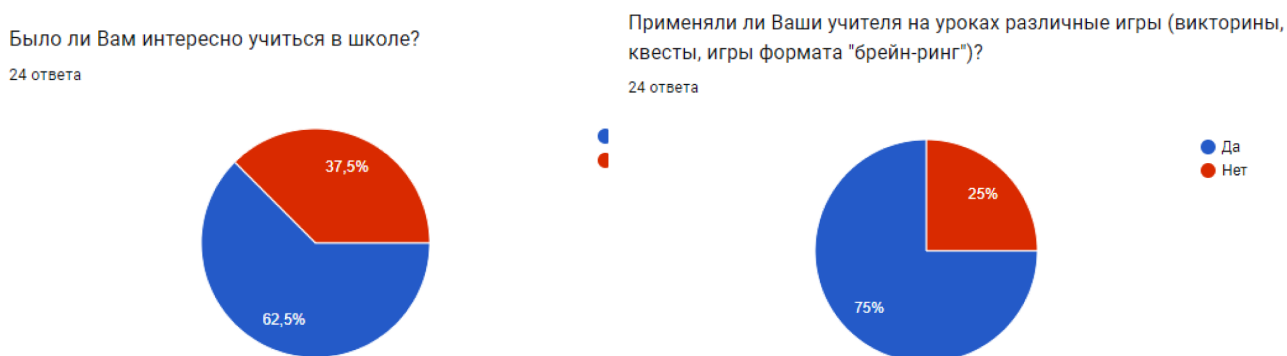 Было ли Вам интересно учиться в школе?
24 ответа
37,5%
62,5%
Применяли ли Ваши учителя на уроках различные игры (викторины,
квесты, игры формата "брейн-ринг")?
24 ответа
Да
Нет
25%
75%